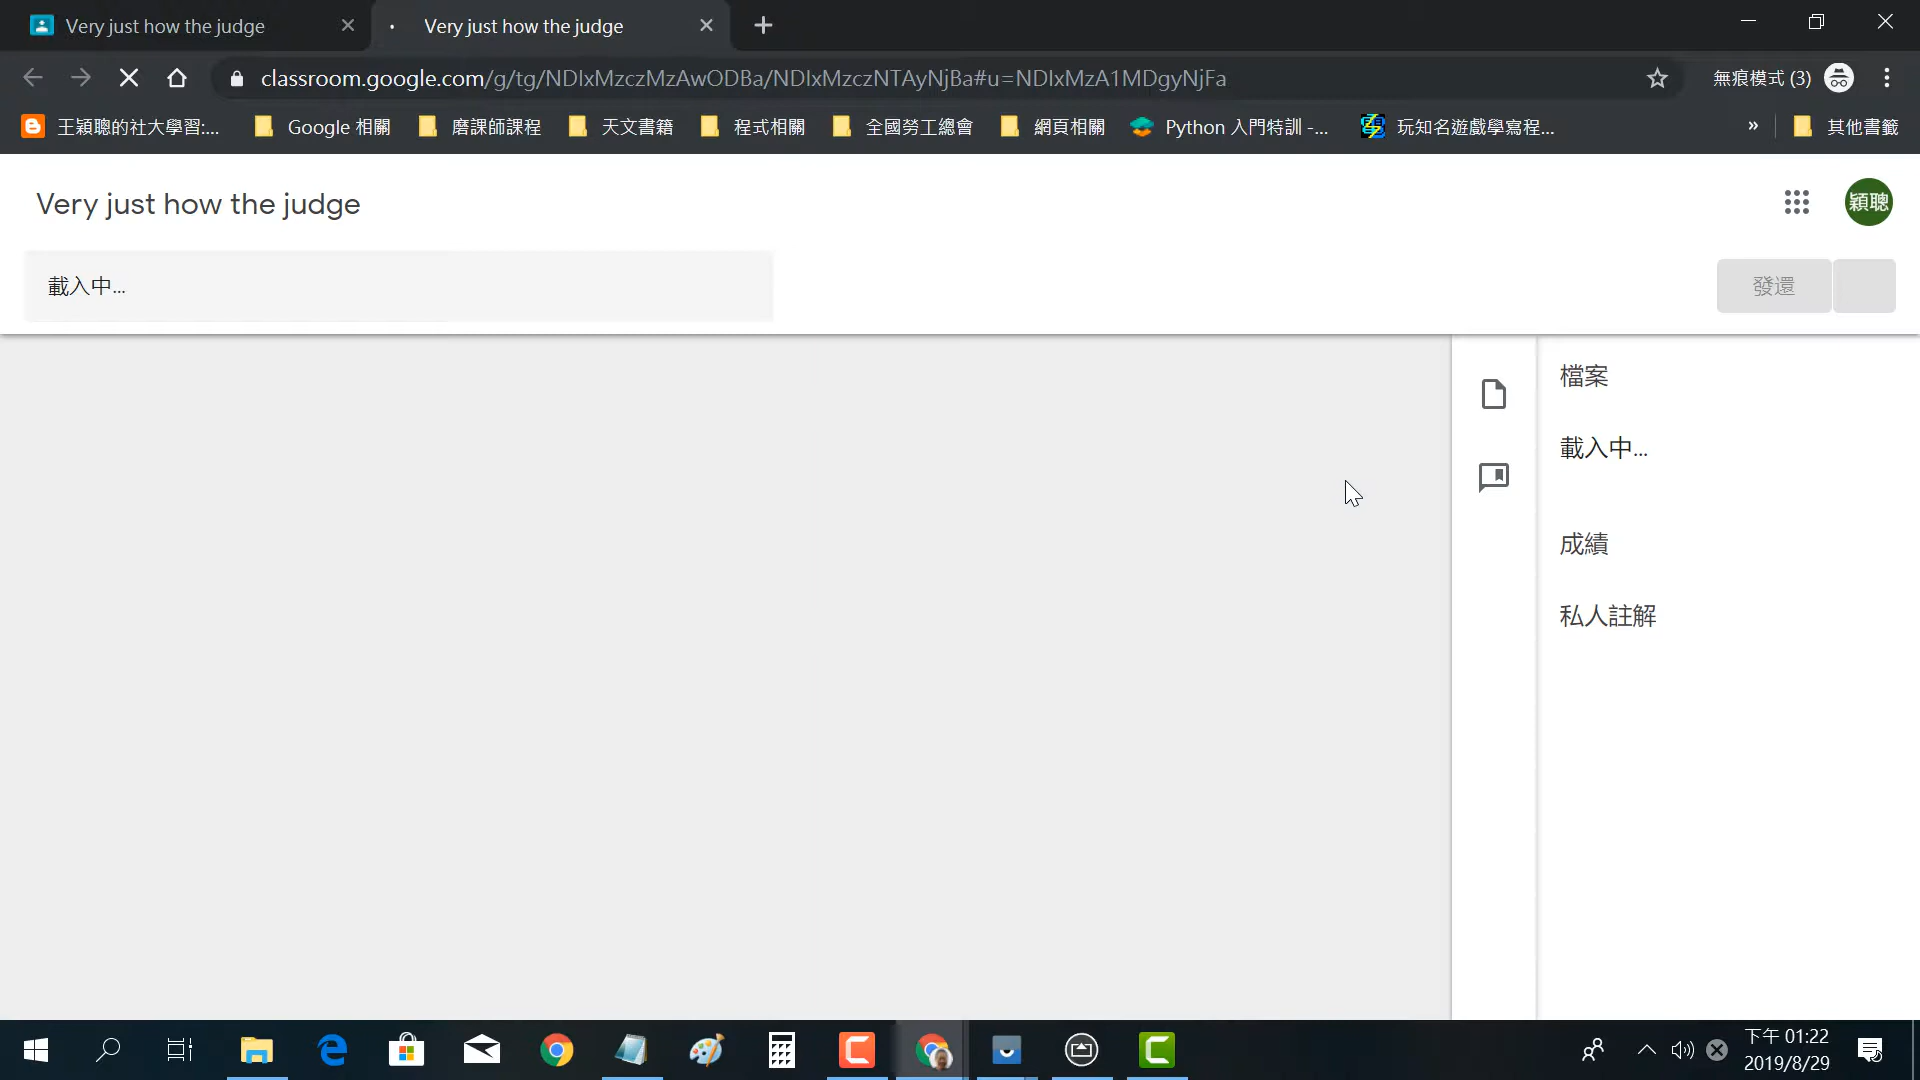 Very just how the judge
Very just how the judge
classroom.google.com/g/tg/NDIxMzczMzAwODBa/NDIxMzczNTAyNjBa#u=NDIxMzA1MDgyNjFa
無痕模式 (3)
王穎聰的社大學習:...
Google 相關
磨課師課程
天文書籍
程式相關
全國勞工總會
網頁相關
Python 入門特訓 -...
玩知名遊戲學寫程...
»
其他書籤
Very just how the judge
穎聰
載入中...
發還
檔案
載入中...
成績
私人註解
下午 01:22
2019/8/29